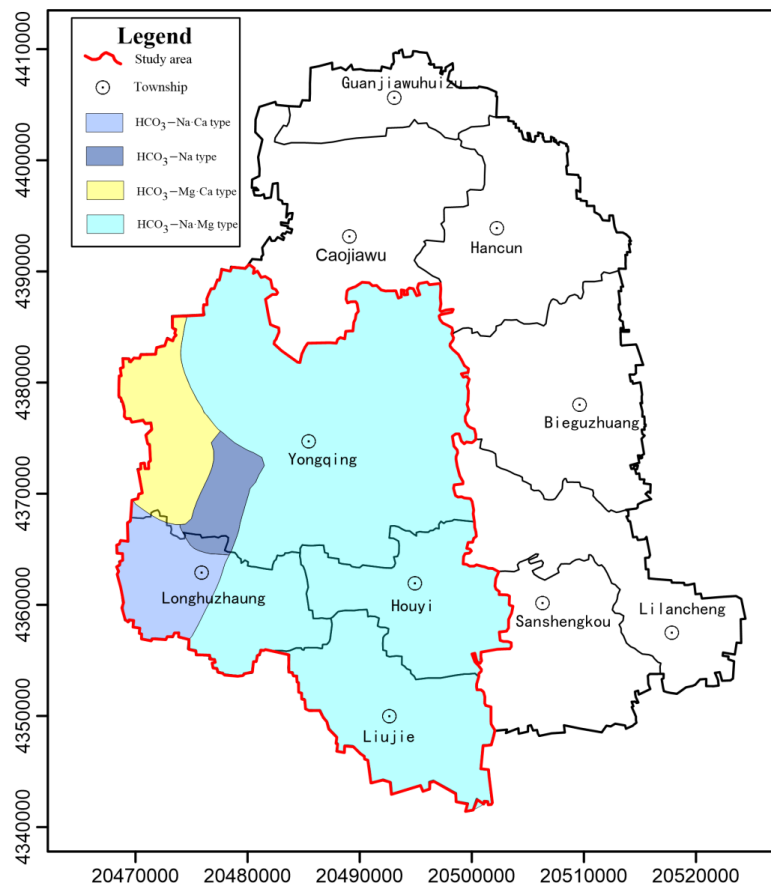 Legend
Study area
Township
HCO₃−Na·Ca type
HCO₃−Na type
HCO₃−Mg·Ca type
HCO₃−Na·Mg type
Guanjiawuhuizu
Hancun
Caojiawu
Bieguzhuang
Yongqing
Longhuzhaung
Houyi
Sanshengkou
Lilancheng
Liujie
4410000
4400000
4390000
4380000
4370000
4360000
4350000
4340000
20470000 20480000 20490000 20500000 20510000 20520000